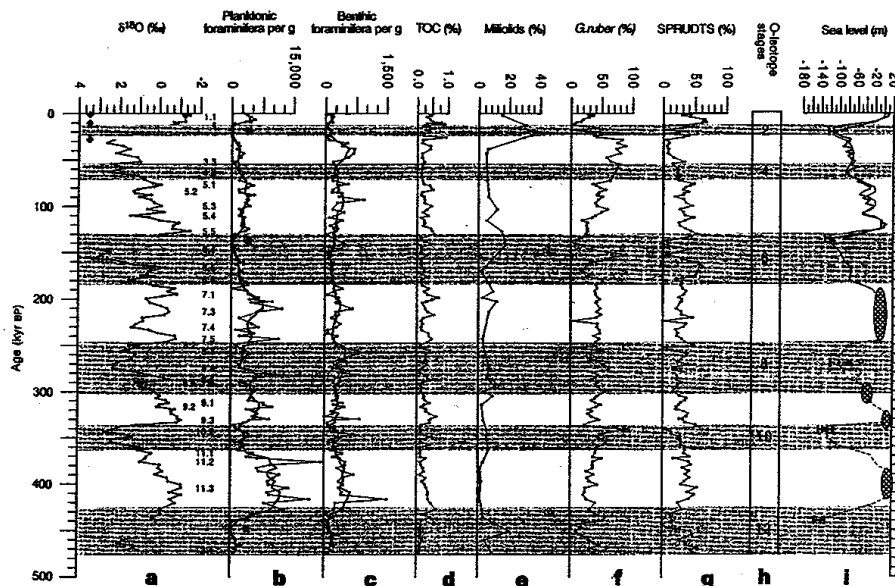 δ18O (‰)
Planktonic foraminifera per g
Benthic foraminifera per g
TOC (%)
Miliolids (%)
G.ruber (%)
SPRUDTS (%)
O-isotope stages
Sea level (m)
4 2 0 -2
0 15,000
0 1,500
0.0 1.0
0 20 40
0 50 100
0 50 100
-180 -140 -100 -60 -20
Age (kyr BP)
0
100
200
300
400
500
1.1
3.3
5.1
5.2
5.3
5.4
5.5
7.1
7.3
7.4
7.5
9.1
9.2
9.3
11.1
11.2
11.3
2
4
6
8
10
a b c d e f g h i